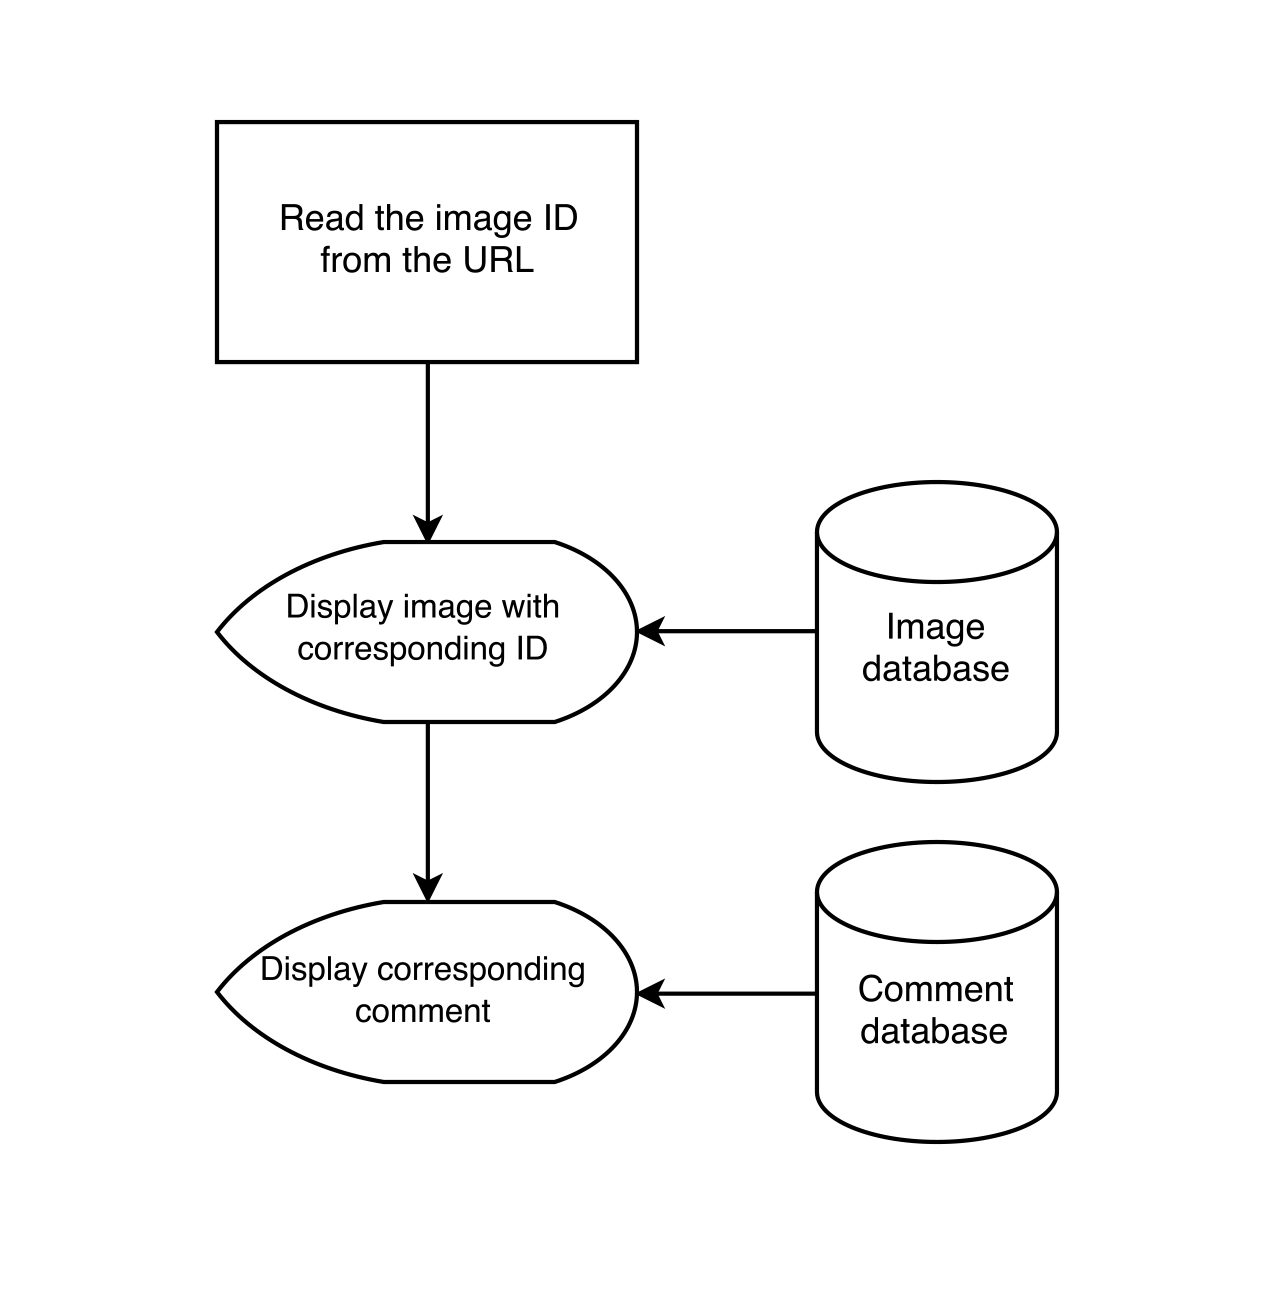 Read the image ID
from the URL
Display image with
corresponding ID
Image
database
Display corresponding
comment
Comment
database